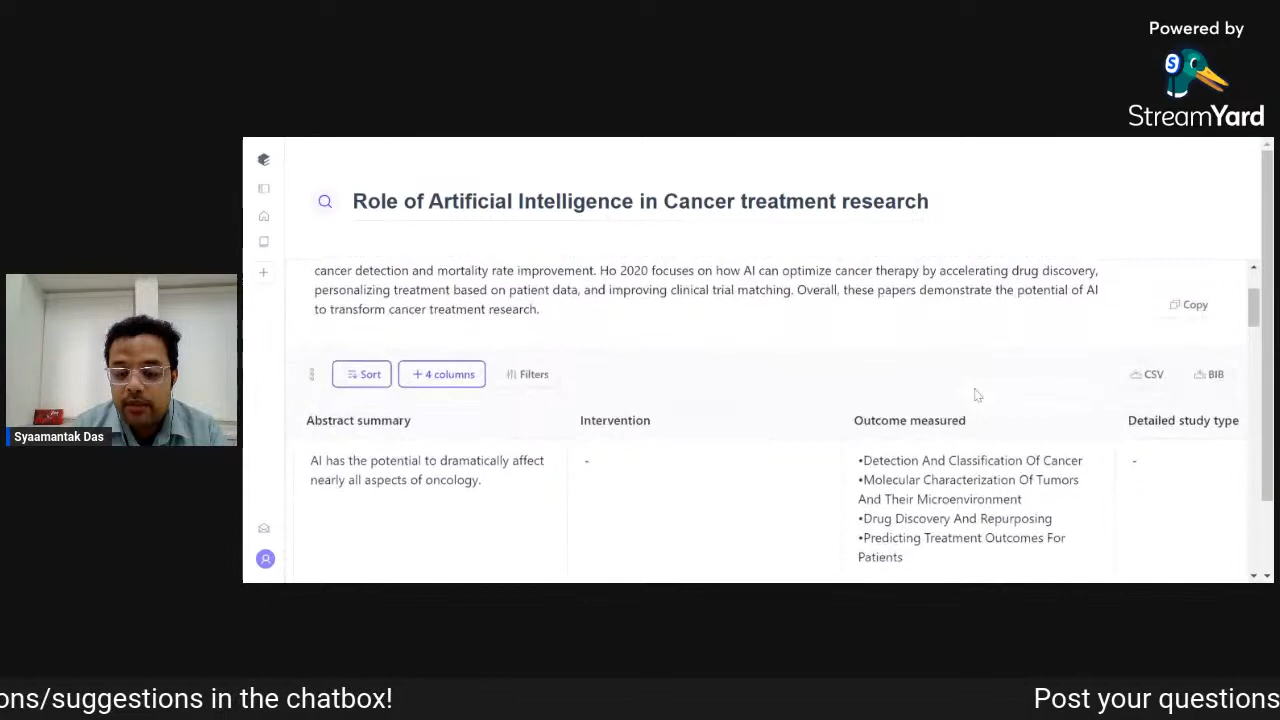 Powered by
StreamYard
Role of Artificial Intelligence in Cancer treatment research
cancer detection and mortality rate improvement. Ho 2020 focuses on how AI can optimize cancer therapy by accelerating drug discovery,
personalizing treatment based on patient data, and improving clinical trial matching. Overall, these papers demonstrate the potential of AI
to transform cancer treatment research.
Copy
Sort
+ 4 columns
Filters
CSV
BIB
Abstract summary
Intervention
Outcome measured
Detailed study type
AI has the potential to dramatically affect
nearly all aspects of oncology.
-
•Detection And Classification Of Cancer
•Molecular Characterization Of Tumors
And Their Microenvironment
•Drug Discovery And Repurposing
•Predicting Treatment Outcomes For
Patients
-
Syaamantak Das
ons/suggestions in the chatbox!
Post your questions